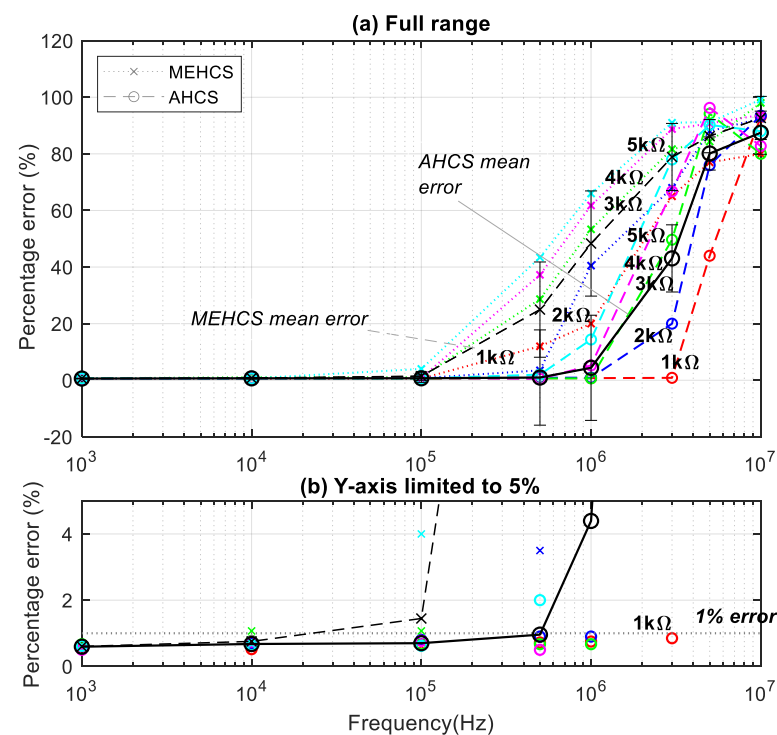 (a) Full range
120
100
80
60
40
20
0
-20
Percentage error (%)
MEHCS
AHCS
AHCS mean
error
MEHCS mean error
5kΩ
4kΩ
3kΩ
2kΩ
1kΩ
5kΩ
4kΩ
3kΩ
2kΩ
1kΩ
10³ 10⁴ 10⁵ 10⁶ 10⁷
(b) Y-axis limited to 5%
4
2
0
Percentage error (%)
1kΩ
1% error
10³ 10⁴ 10⁵ 10⁶ 10⁷
Frequency(Hz)